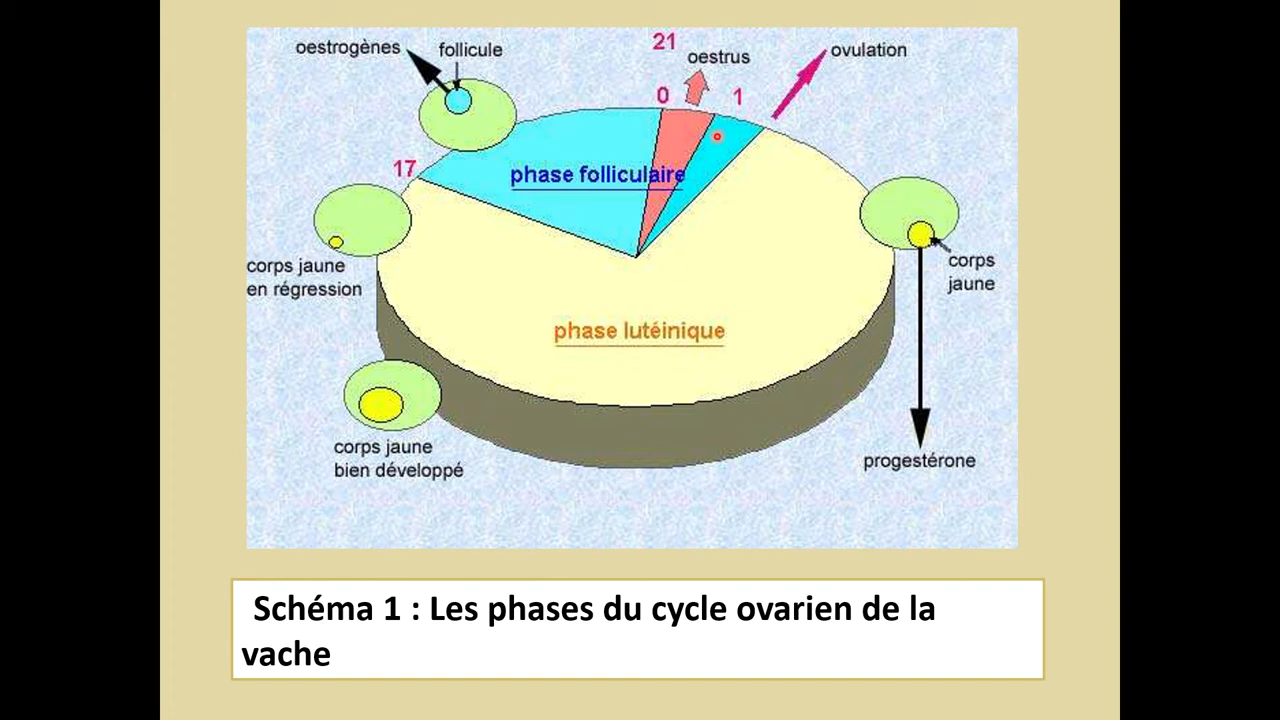 oestrogènes
follicule
21
oestrus
ovulation
0
1
17
phase folliculaire
corps jaune
en régression
corps
jaune
phase lutéinique
corps jaune
bien développé
progestérone
Schéma 1 : Les phases du cycle ovarien de la
vache